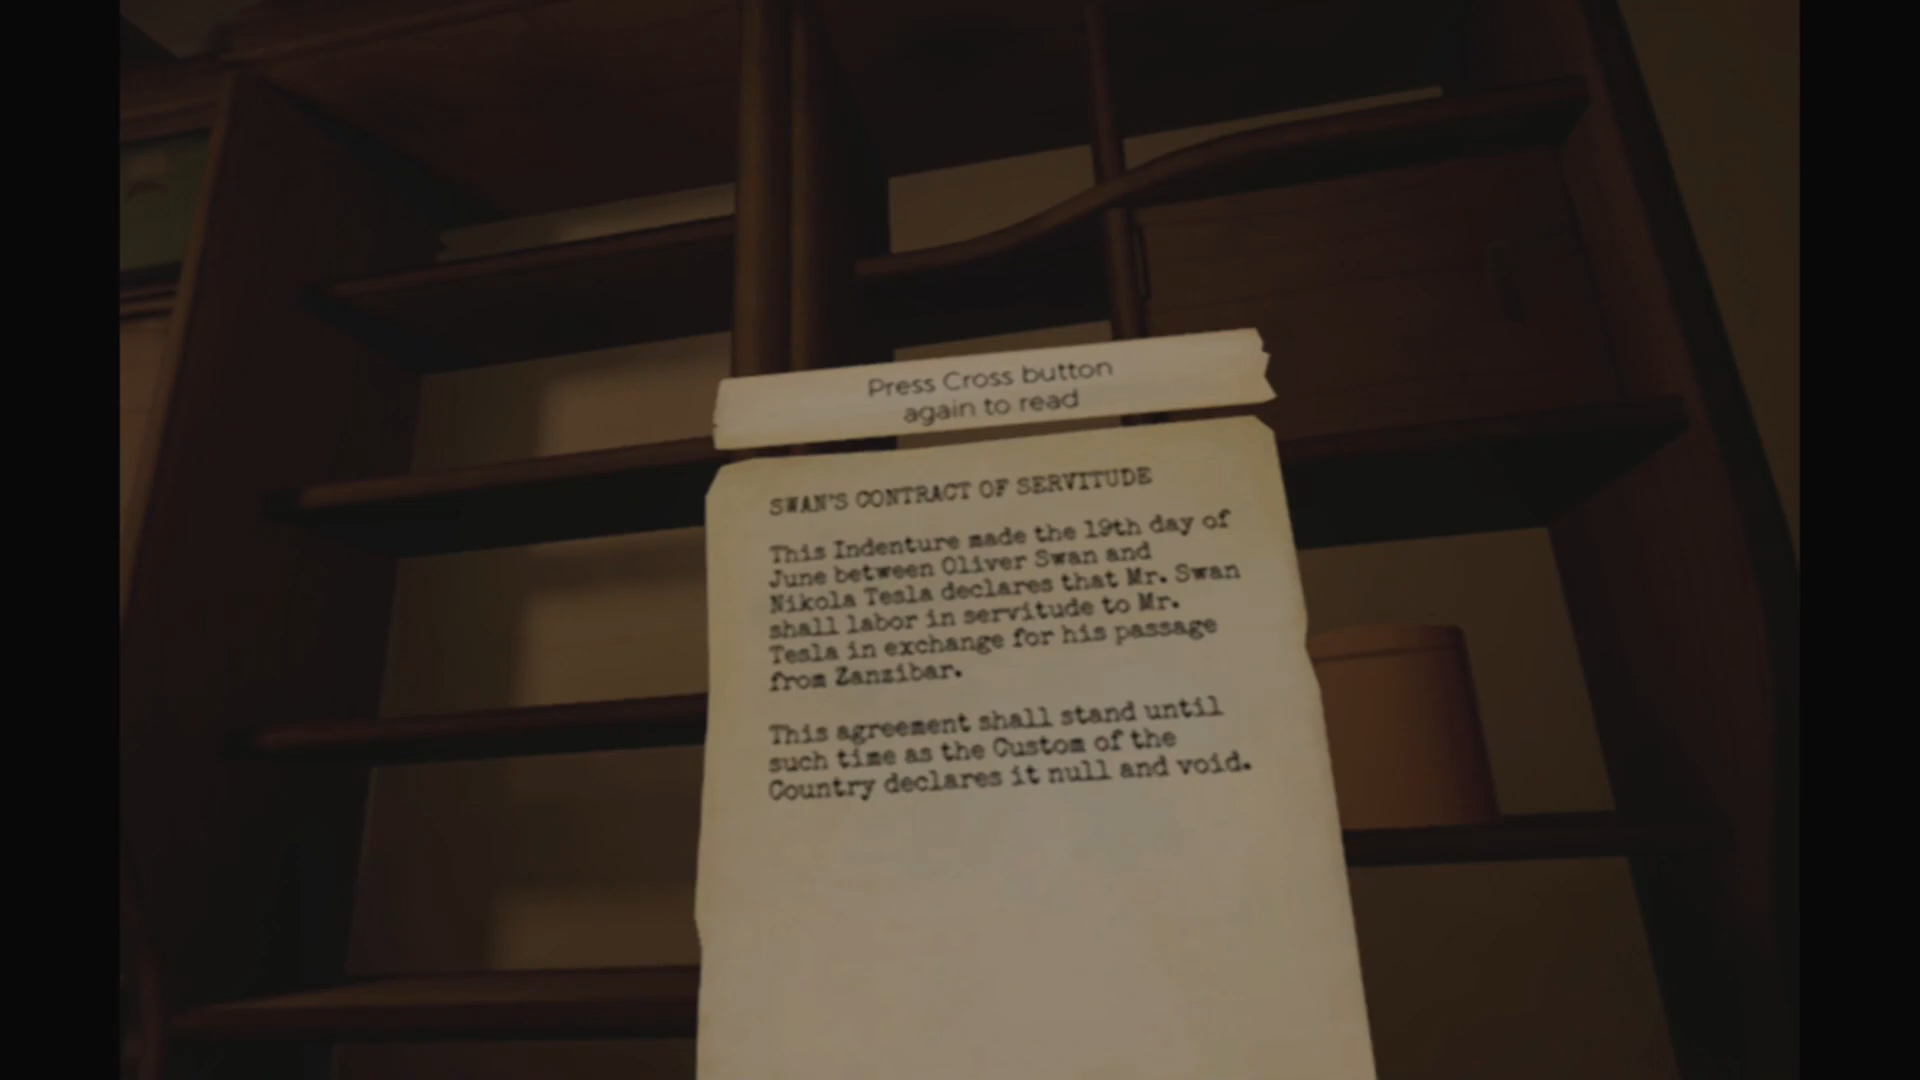 Press Cross button
again to read
SWAN'S CONTRACT OF SERVITUDE
This Indenture made the 19th day of
June between Oliver Swan and
Nikola Tesla declares that Mr. Swan
shall labor in servitude to Mr.
Tesla in exchange for his passage
from Zanzibar.
This agreement shall stand until
such time as the Custom of the
Country declares it null and void.